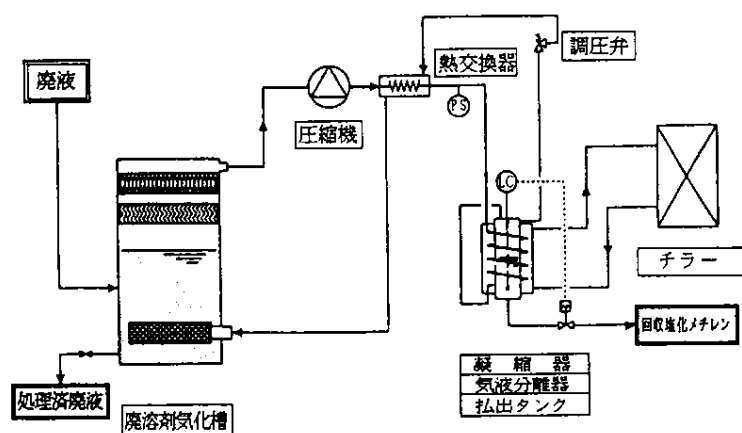 調圧弁
熱交換器
廃液
PS
圧縮機
LC
チラー
回収塩化メチレン
凝縮器
気液分離器
払出タンク
処理済廃液
廃溶剤気化槽